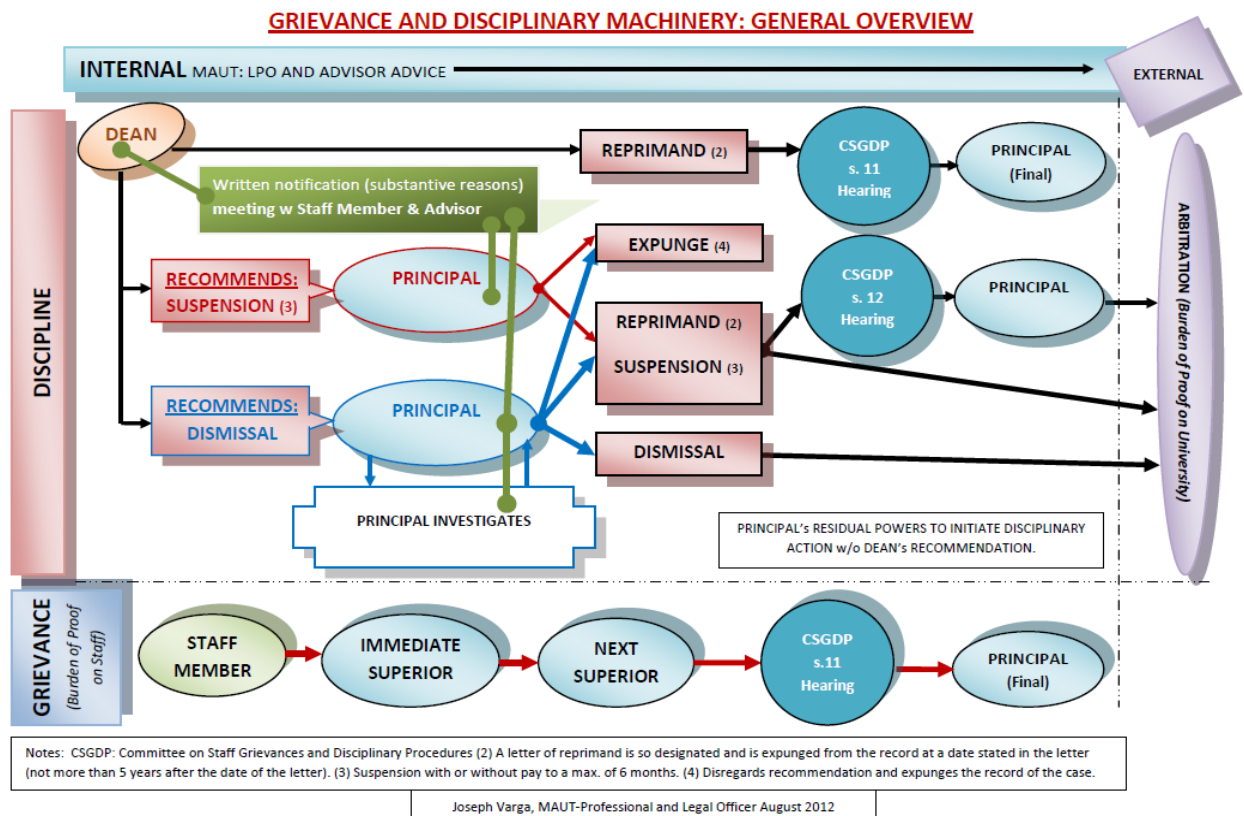 GRIEVANCE AND DISCIPLINARY MACHINERY: GENERAL OVERVIEW
INTERNAL MAUT: LPO AND ADVISOR ADVICE
EXTERNAL
DISCIPLINE
DEAN
REPRIMAND (2)
CSGDP
s. 11
Hearing
PRINCIPAL
(Final)
Written notification (substantive reasons)
meeting w Staff Member & Advisor
RECOMMENDS:
SUSPENSION (3)
PRINCIPAL
EXPUNGE (4)
REPRIMAND (2)
SUSPENSION (3)
CSGDP
s. 12
Hearing
PRINCIPAL
ARBITRATION (Burden of Proof on University)
RECOMMENDS:
DISMISSAL
PRINCIPAL
DISMISSAL
PRINCIPAL INVESTIGATES
PRINCIPAL's RESIDUAL POWERS TO INITIATE DISCIPLINARY
ACTION w/o DEAN's RECOMMENDATION.
GRIEVANCE
(Burden of Proof
on Staff)
STAFF
MEMBER
IMMEDIATE
SUPERIOR
NEXT
SUPERIOR
CSGDP
s.11
Hearing
PRINCIPAL
(Final)
Notes: CSGDP: Committee on Staff Grievances and Disciplinary Procedures (2) A letter of reprimand is so designated and is expunged from the record at a date stated in the letter
(not more than 5 years after the date of the letter). (3) Suspension with or without pay to a max. of 6 months. (4) Disregards recommendation and expunges the record of the case.
Joseph Varga, MAUT-Professional and Legal Officer August 2012